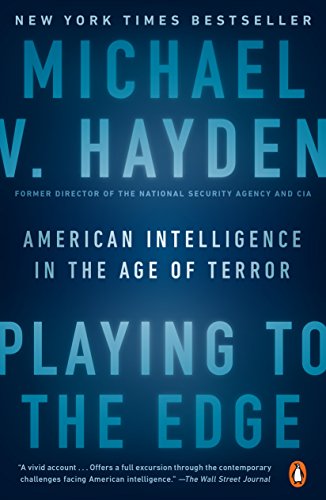 NEW YORK TIMES BESTSELLER
MICHAEL
V. HAYDEN
FORMER DIRECTOR OF THE NATIONAL SECURITY AGENCY AND CIA
AMERICAN INTELLIGENCE
IN THE AGE OF TERROR
PLAYING TO
THE EDGE
"A vivid account . . . Offers a full excursion through the contemporary
challenges facing American intelligence." —The Wall Street Journal